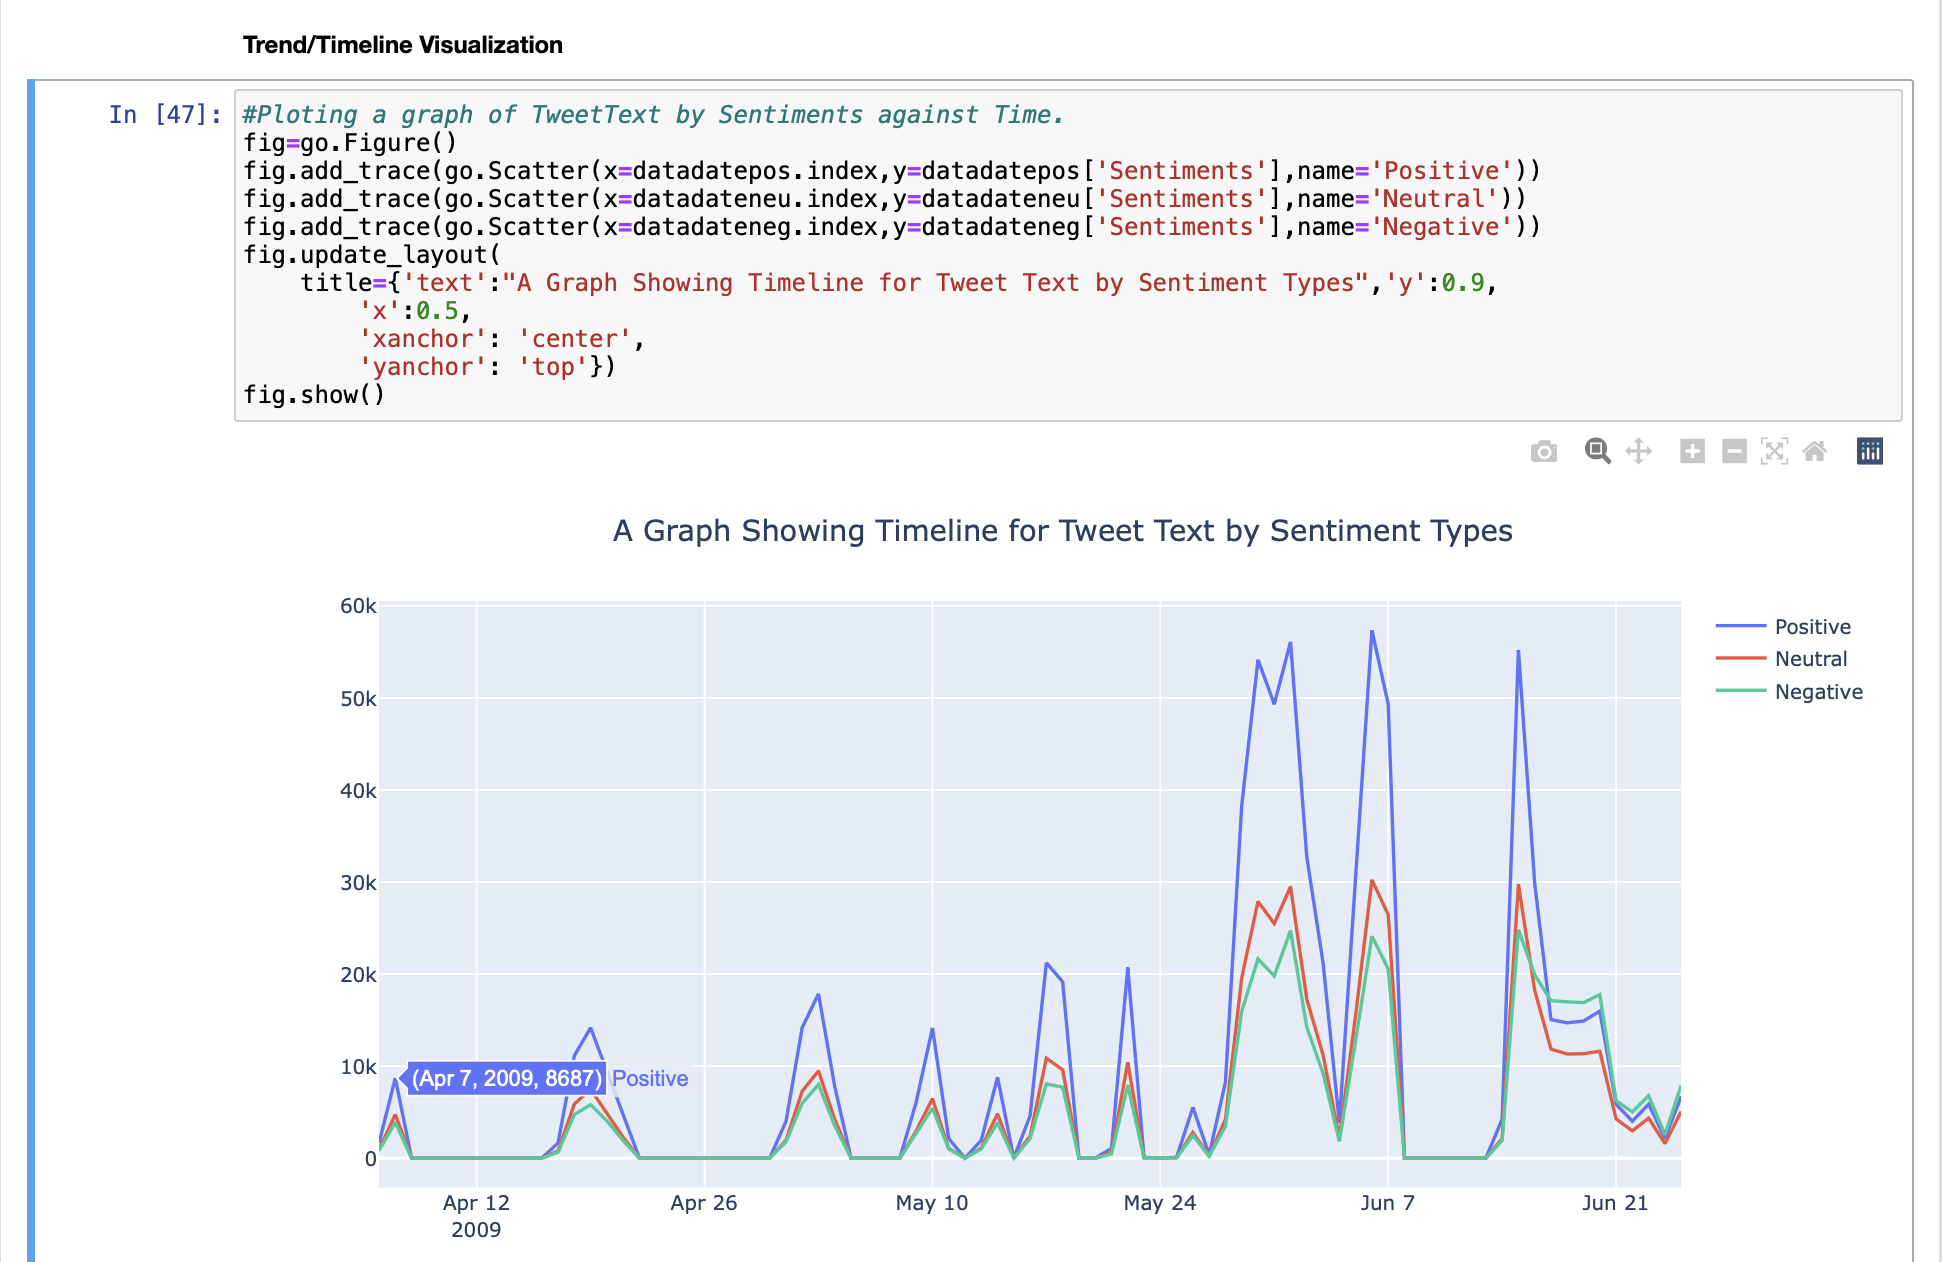 Trend/Timeline Visualization
In [47]:
#Ploting a graph of TweetText by Sentiments against Time.
fig=go.Figure()
fig.add_trace(go.Scatter(x=datadatepos.index,y=datadatepos['Sentiments'],name='Positive'))
fig.add_trace(go.Scatter(x=datadateneu.index,y=datadateneu['Sentiments'],name='Neutral'))
fig.add_trace(go.Scatter(x=datadateneg.index,y=datadateneg['Sentiments'],name='Negative'))
fig.update_layout(
    title={'text':"A Graph Showing Timeline for Tweet Text by Sentiment Types",'y':0.9,
        'x':0.5,
        'xanchor': 'center',
        'yanchor': 'top'})
fig.show()
A Graph Showing Timeline for Tweet Text by Sentiment Types
60k
50k
40k
30k
20k
10k
0
(Apr 7, 2009, 8687) Positive
Apr 12
2009
Apr 26
May 10
May 24
Jun 7
Jun 21
Positive
Neutral
Negative